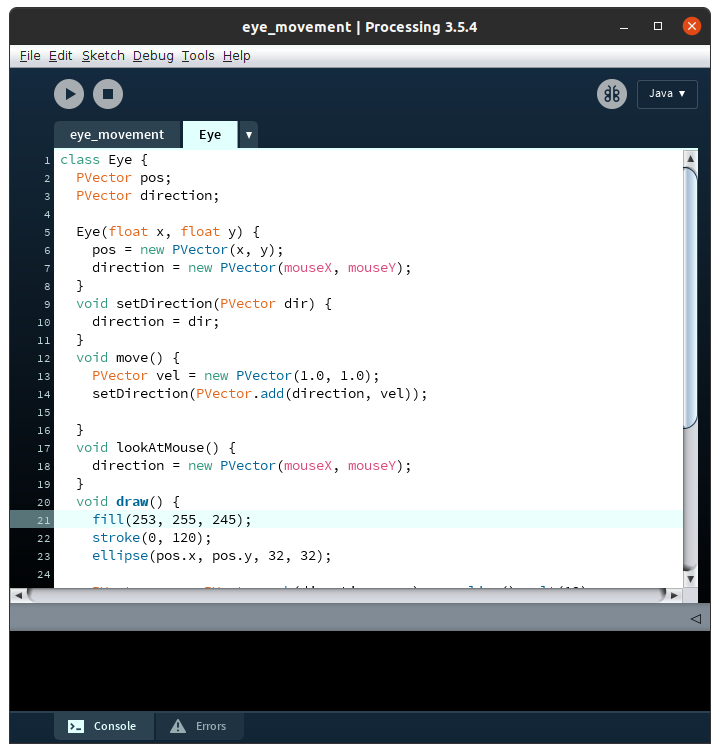 eye_movement | Processing 3.5.4
File Edit Sketch Debug Tools Help
Java ▼
eye_movement Eye ▼
1 class Eye {
2 PVector pos;
3 PVector direction;
4
5 Eye(float x, float y) {
6 pos = new PVector(x, y);
7 direction = new PVector(mouseX, mouseY);
8 }
9 void setDirection(PVector dir) {
10 direction = dir;
11 }
12 void move() {
13 PVector vel = new PVector(1.0, 1.0);
14 setDirection(PVector.add(direction, vel));
15
16 }
17 void lookAtMouse() {
18 direction = new PVector(mouseX, mouseY);
19 }
20 void draw() {
21 fill(253, 255, 245);
22 stroke(0, 120);
23 ellipse(pos.x, pos.y, 32, 32);
24
Console Errors